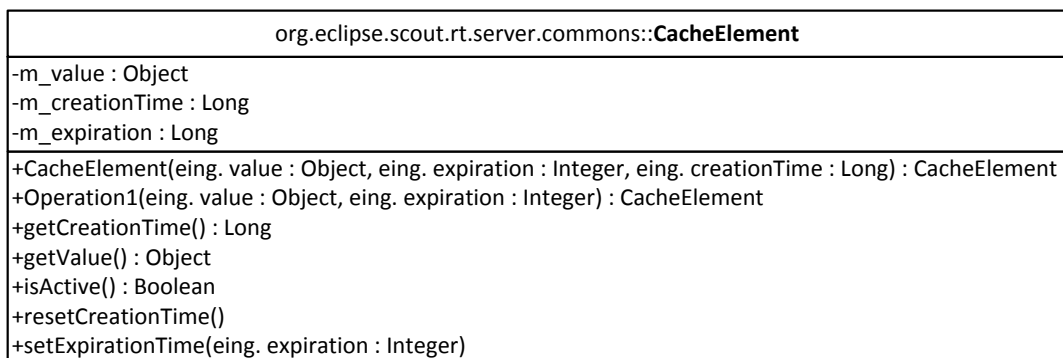 org.eclipse.scout.rt.server.commons::CacheElement
-m_value : Object
-m_creationTime : Long
-m_expiration : Long
+CacheElement(eing. value : Object, eing. expiration : Integer, eing. creationTime : Long) : CacheElement
+Operation1(eing. value : Object, eing. expiration : Integer) : CacheElement
+getCreationTime() : Long
+getValue() : Object
+isActive() : Boolean
+resetCreationTime()
+setExpirationTime(eing. expiration : Integer)